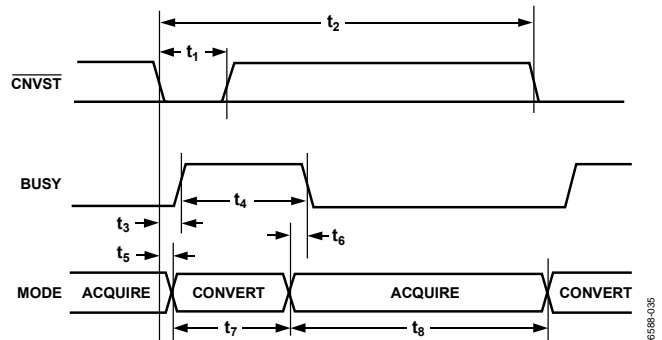 t2
t1
CNVST
BUSY
t4
t3
t6
t5
MODE ACQUIRE CONVERT ACQUIRE CONVERT
t7 t8
6588-035